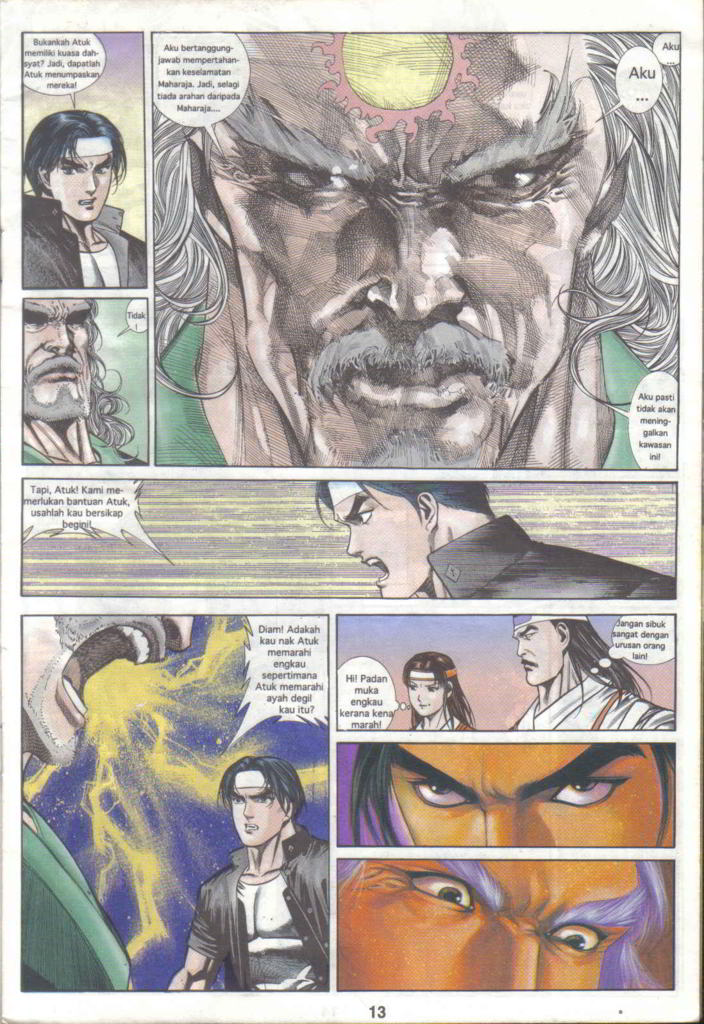 Bukankah Atuk
memiliki kuasa dah-
syat? Jadi, dapatlah
Atuk menumpaskan
mereka!
Tidak
!
Aku bertanggung-
jawab mempertahan-
kan keselamatan
Maharaja. Jadi, selagi
tiada arahan daripada
Maharaja....
Aku
...
Aku
...
Aku pasti
tidak akan
mening-
galkan
kawasan
ini!
Tapi, Atuk! Kami me-
merlukan bantuan Atuk,
usahlah kau bersikap
begini!
Diam! Adakah
kau nak Atuk
memarahi
engkau
sepertimana
Atuk memarahi
ayah degil
kau itu?
Hi! Padan
muka
engkau
kerana kena
marah!
Jangan sibuk
sangat dengan
urusan orang
lain!
13